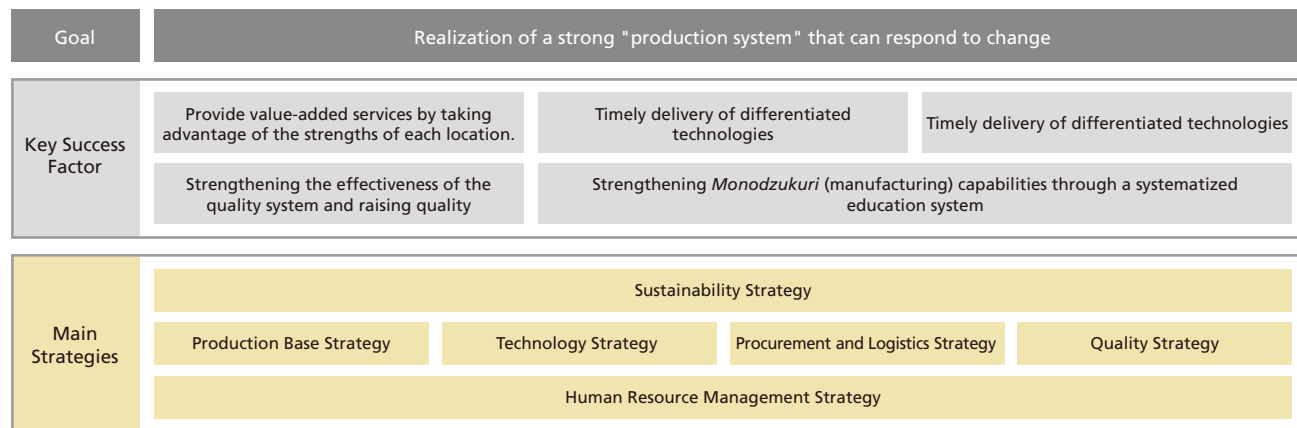 Goal
Realization of a strong "production system" that can respond to change
Key Success
Factor
Provide value-added services by taking
advantage of the strengths of each location.
Timely delivery of differentiated
technologies
Timely delivery of differentiated technologies
Strengthening the effectiveness of the
quality system and raising quality
Strengthening Monodzukuri (manufacturing) capabilities through a systematized
education system
Main
Strategies
Sustainability Strategy
Production Base Strategy
Technology Strategy
Procurement and Logistics Strategy
Quality Strategy
Human Resource Management Strategy